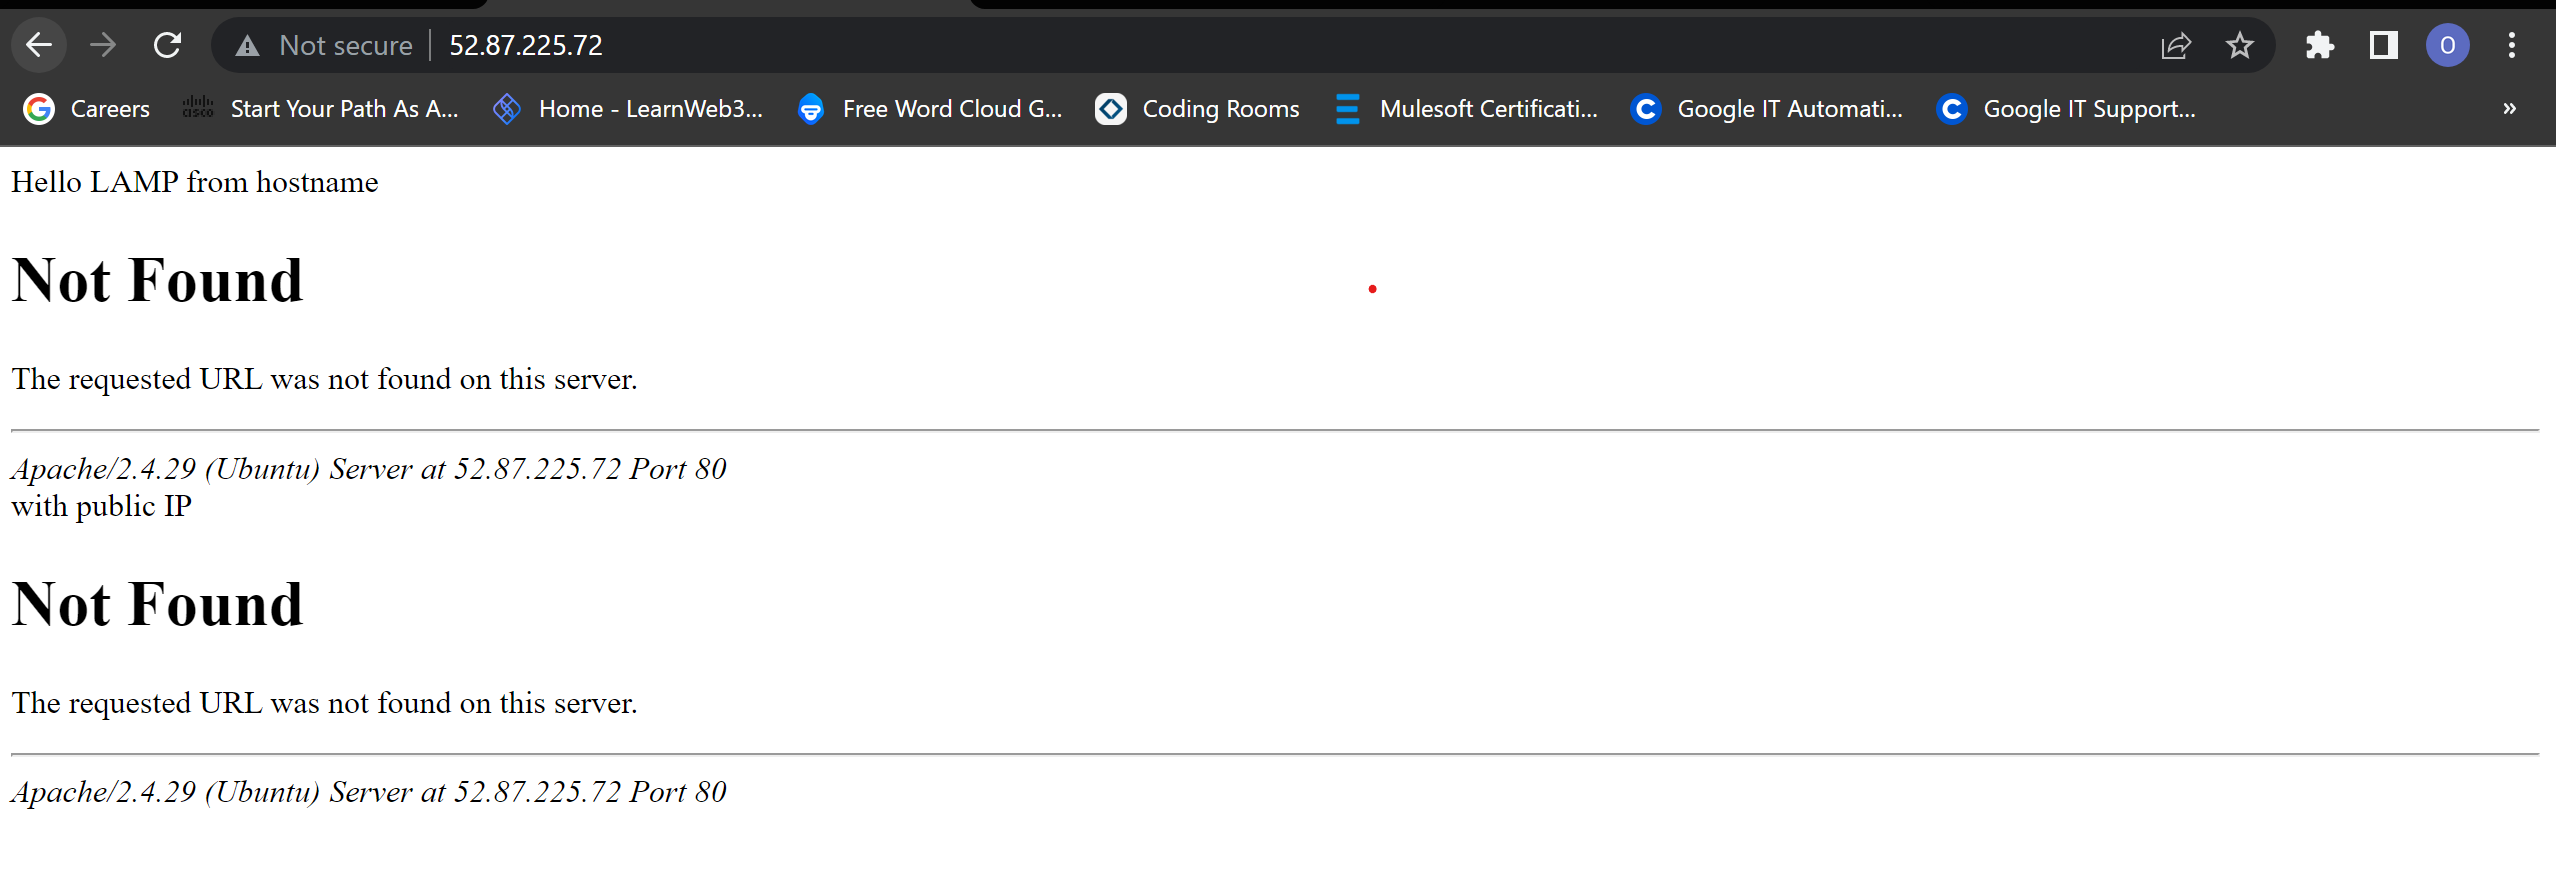 Not secure 52.87.225.72 O
Careers cisco Start Your Path As A... Home - LearnWeb3... Free Word Cloud G... Coding Rooms Mulesoft Certificati... Google IT Automati... Google IT Support... »
Hello LAMP from hostname
Not Found
The requested URL was not found on this server.
Apache/2.4.29 (Ubuntu) Server at 52.87.225.72 Port 80
with public IP
Not Found
The requested URL was not found on this server.
Apache/2.4.29 (Ubuntu) Server at 52.87.225.72 Port 80